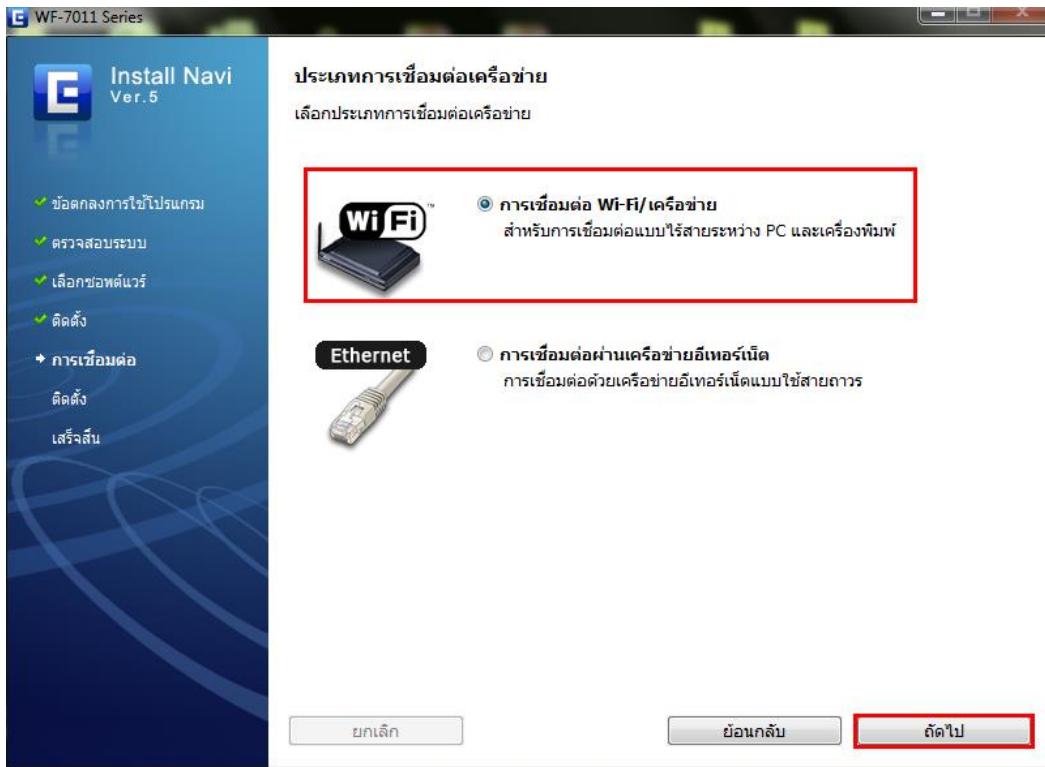 WF-7011 Series
Install Navi
Ver.5
ข้อตกลงการใช้โปรแกรม
ตรวจสอบระบบ
เลือกซอฟต์แวร์
ติดตั้ง
การเชื่อมต่อ
ติดตั้ง
เสร็จสิ้น
ประเภทการเชื่อมต่อเครือข่าย
เลือกประเภทการเชื่อมต่อเครือข่าย
Wi Fi ™
การเชื่อมต่อ Wi-Fi/เครือข่าย
สำหรับการเชื่อมต่อแบบไร้สายระหว่าง PC และเครื่องพิมพ์
Ethernet
การเชื่อมต่อผ่านเครือข่ายอีเทอร์เน็ต
การเชื่อมต่อด้วยเครือข่ายอีเทอร์เน็ตแบบใช้สายถาวร
ยกเลิก
ย้อนกลับ
ถัดไป